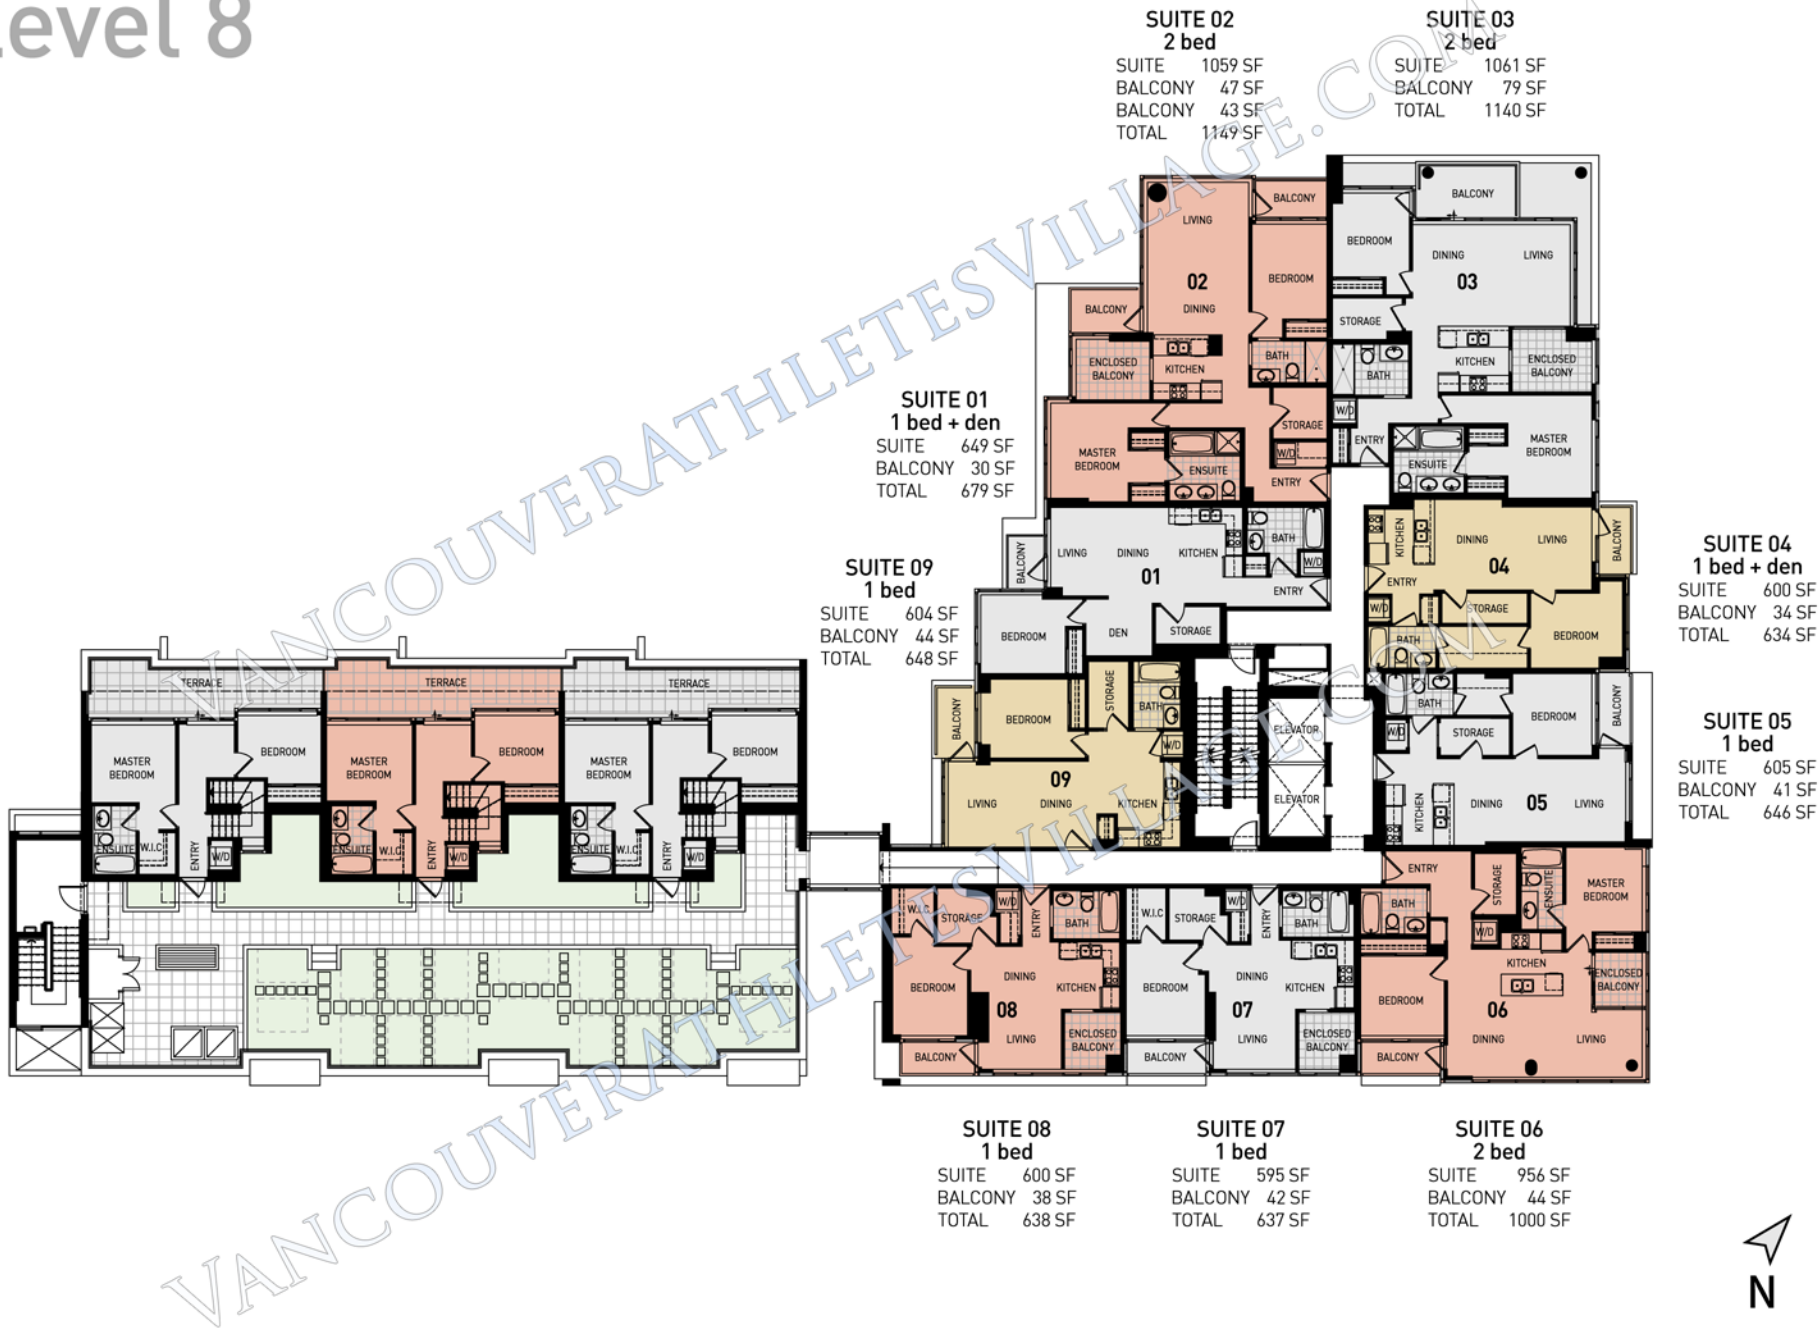 Level 8
SUITE 02
2 bed
SUITE 1059 SF
BALCONY 47 SF
BALCONY 43 SF
TOTAL 1149 SF
SUITE 03
2 bed
SUITE 1061 SF
BALCONY 79 SF
TOTAL 1140 SF
SUITE 01
1 bed + den
SUITE 649 SF
BALCONY 30 SF
TOTAL 679 SF
SUITE 09
1 bed
SUITE 604 SF
BALCONY 44 SF
TOTAL 648 SF
SUITE 04
1 bed + den
SUITE 600 SF
BALCONY 34 SF
TOTAL 634 SF
SUITE 05
1 bed
SUITE 605 SF
BALCONY 41 SF
TOTAL 646 SF
SUITE 08
1 bed
SUITE 600 SF
BALCONY 38 SF
TOTAL 638 SF
SUITE 07
1 bed
SUITE 595 SF
BALCONY 42 SF
TOTAL 637 SF
SUITE 06
2 bed
SUITE 956 SF
BALCONY 44 SF
TOTAL 1000 SF
LIVING
BALCONY
BEDROOM
02
DINING
BALCONY
ENCLOSED
BALCONY
KITCHEN
BATH
STORAGE
W/D
MASTER
BEDROOM
ENSUITE
ENTRY
BALCONY
BEDROOM
DINING
LIVING
03
STORAGE
KITCHEN
ENCLOSED
BALCONY
BATH
W/D
ENTRY
ENSUITE
MASTER
BEDROOM
BALCONY
LIVING
DINING
KITCHEN
BATH
W/D
01
ENTRY
BEDROOM
DEN
STORAGE
KITCHEN
DINING
LIVING
BALCONY
04
ENTRY
W/D
STORAGE
BATH
BEDROOM
BALCONY
BEDROOM
STORAGE
BATH
W/D
09
LIVING
DINING
KITCHEN
ELEVATOR
ELEVATOR
BATH
W/D
STORAGE
BEDROOM
BALCONY
KITCHEN
DINING
05
LIVING
TERRACE
TERRACE
TERRACE
MASTER
BEDROOM
BEDROOM
ENSUITE
W.I.C
ENTRY
W/D
MASTER
BEDROOM
BEDROOM
ENSUITE
W.I.C
ENTRY
W/D
MASTER
BEDROOM
BEDROOM
ENSUITE
W.I.C
ENTRY
W/D
W.I.C
STORAGE
W/D
ENTRY
BATH
BEDROOM
DINING
KITCHEN
08
LIVING
ENCLOSED
BALCONY
BALCONY
W.I.C
STORAGE
W/D
ENTRY
BATH
BEDROOM
DINING
KITCHEN
07
LIVING
ENCLOSED
BALCONY
BALCONY
ENTRY
STORAGE
ENSUITE
MASTER
BEDROOM
BATH
W/D
KITCHEN
ENCLOSED
BALCONY
BEDROOM
06
DINING
LIVING
BALCONY
N
VANCOUVERATHLETESVILLAGE.COM
VANCOUVERATHLETESVILLAGE.COM